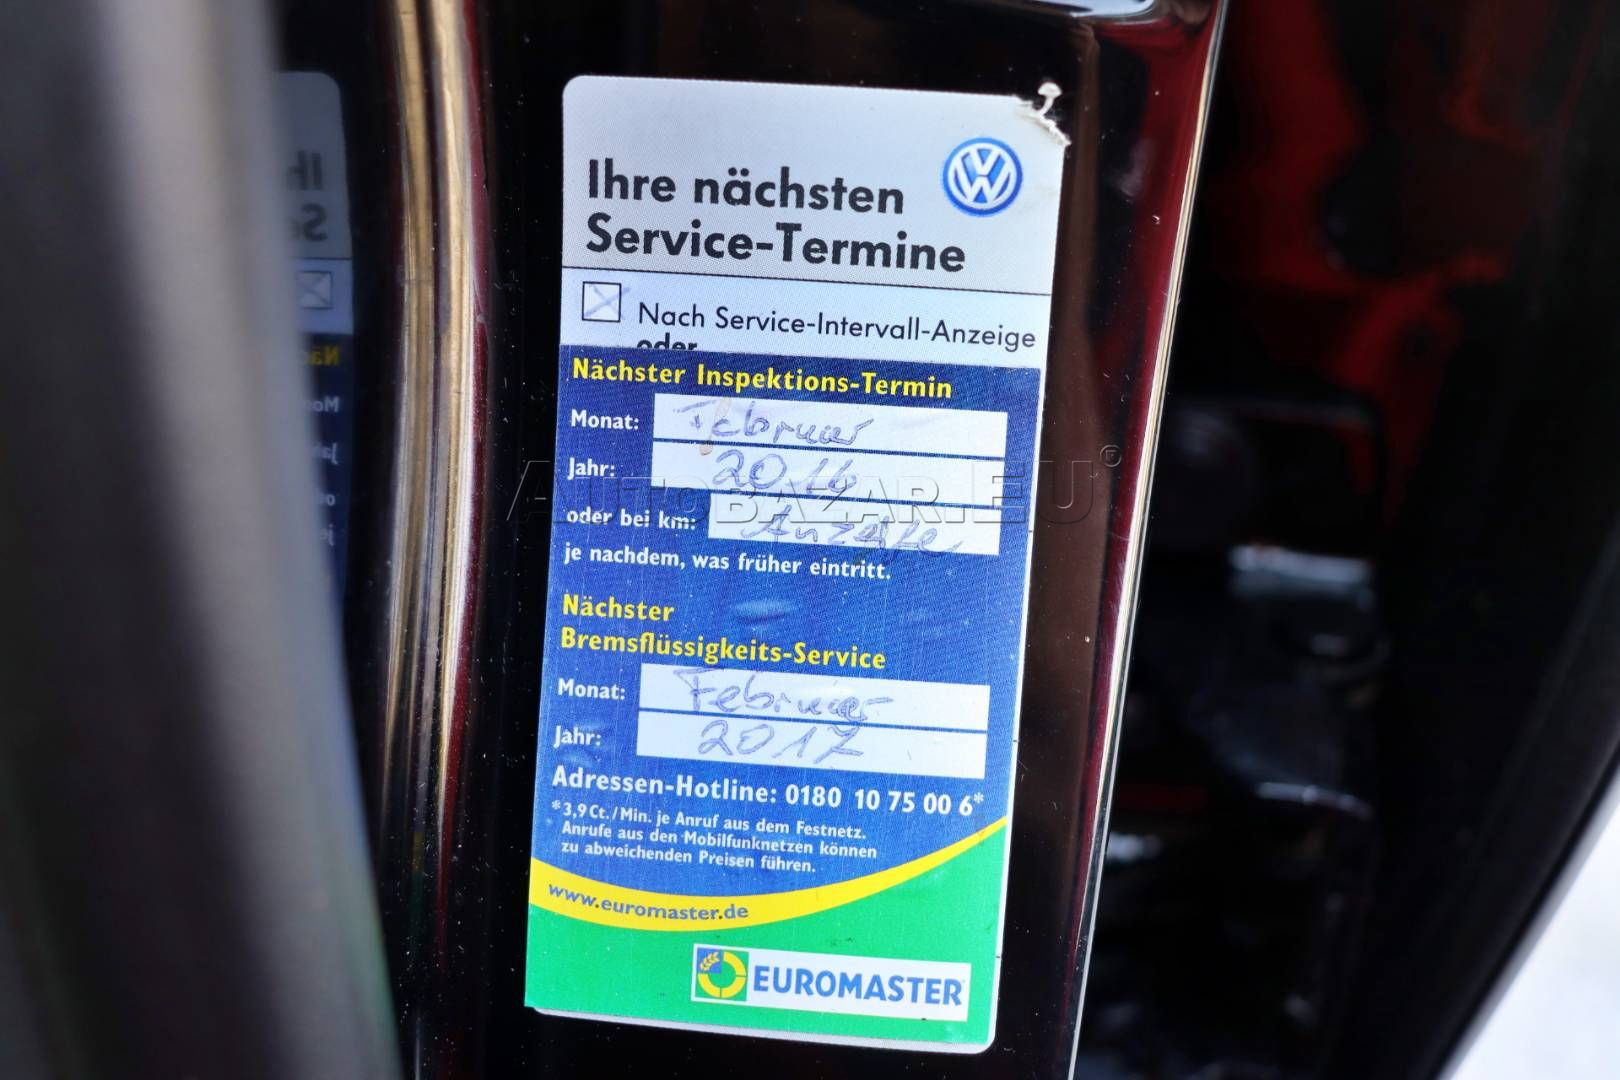 Ihre nächsten
Service-Termine
Nach Service-Intervall-Anzeige
oder
Nächster Inspektions-Termin
Monat: Februar
Jahr: 2016
AUTOBAZAR.EU®
oder bei km: Anzeige
je nachdem, was früher eintritt.
Nächster
Bremsflüssigkeits-Service
Monat: Februar
Jahr: 2017
Adressen-Hotline: 0180 10 75 00 6*
*3,9 Ct./Min. je Anruf aus dem Festnetz.
Anrufe aus den Mobilfunknetzen können
zu abweichenden Preisen führen.
www.euromaster.de
EUROMASTER